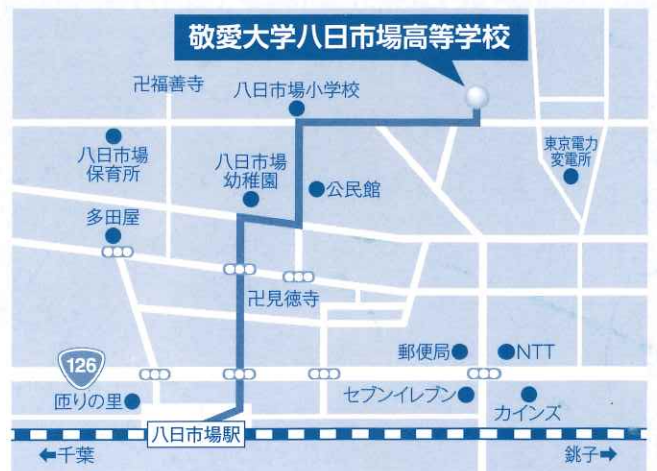 敬愛大学八日市場高等学校
卍福善寺
八日市場小学校
八日市場
保育所
八日市場
幼稚園
公民館
東京電力
変電所
多田屋
卍見徳寺
126
郵便局
NTT
匝りの里
セブンイレブン
カインズ
八日市場駅
←千葉
銚子→